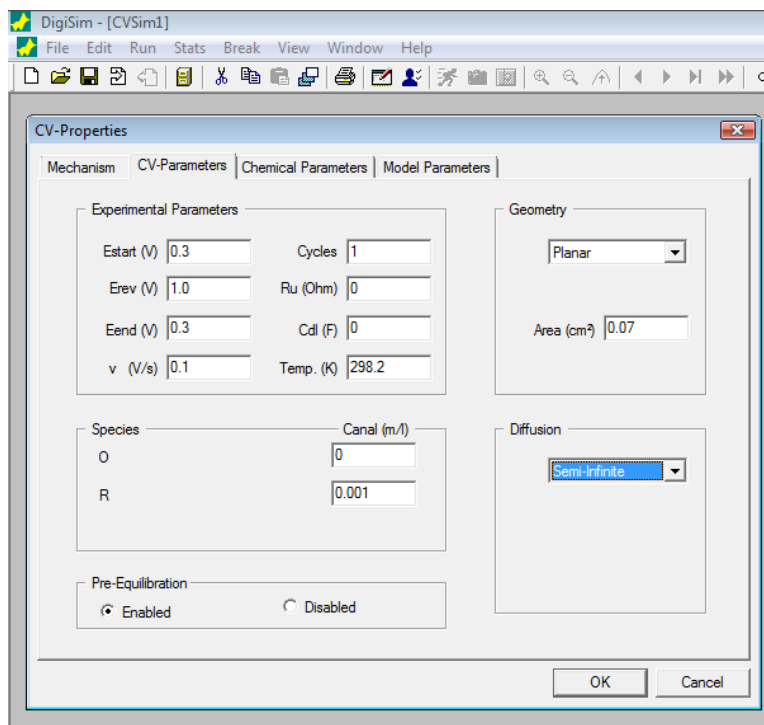 DigiSim - [CVSim1]
File Edit Run Stats Break View Window Help
CV-Properties
Mechanism CV-Parameters Chemical Parameters Model Parameters
Experimental Parameters
Estart (V) 0.3 Cycles 1
Erev (V) 1.0 Ru (Ohm) 0
Eend (V) 0.3 Cdl (F) 0
v (V/s) 0.1 Temp. (K) 298.2
Geometry
Planar
Area (cm²) 0.07
Species Canal (m/l)
O 0
R 0.001
Diffusion
Semi-Infinite
Pre-Equilibration
Enabled Disabled
OK Cancel